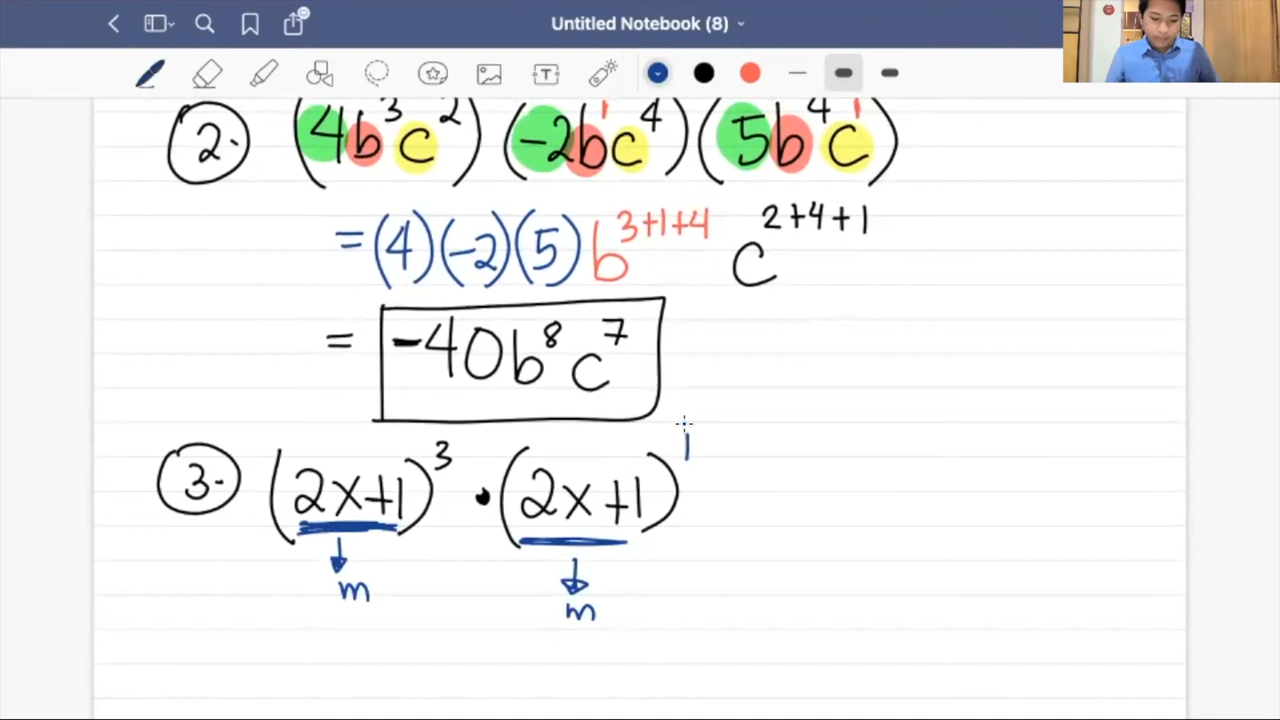 Untitled Notebook (8)
2. (4b³c²) (-2b¹c⁴) (5b⁴c¹)
= (4)(-2)(5) b³⁺¹⁺⁴ c²⁺⁴⁺¹
= -40b⁸c⁷
3. (2x+1)³ • (2x+1)¹
m m